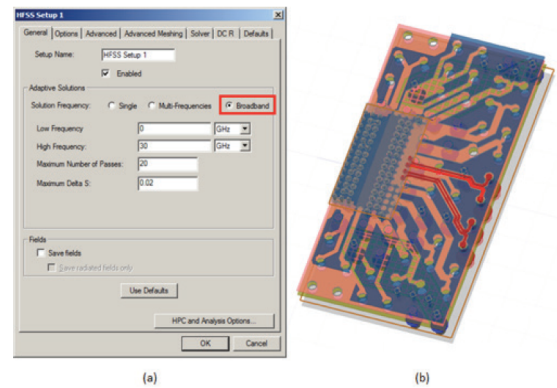 HFSS Setup 1
General Options Advanced Advanced Meshing Solver DC R Defaults
Setup Name: HFSS Setup 1
Enabled
Adaptive Solutions
Solution Frequency: Single Multi-Frequencies Broadband
Low Frequency 0 GHz
High Frequency: 30 GHz
Maximum Number of Passes: 20
Maximum Delta S: 0.02
Fields
Save fields
Save radiated fields only
Use Defaults
HPC and Analysis Options...
OK Cancel
(a) (b)